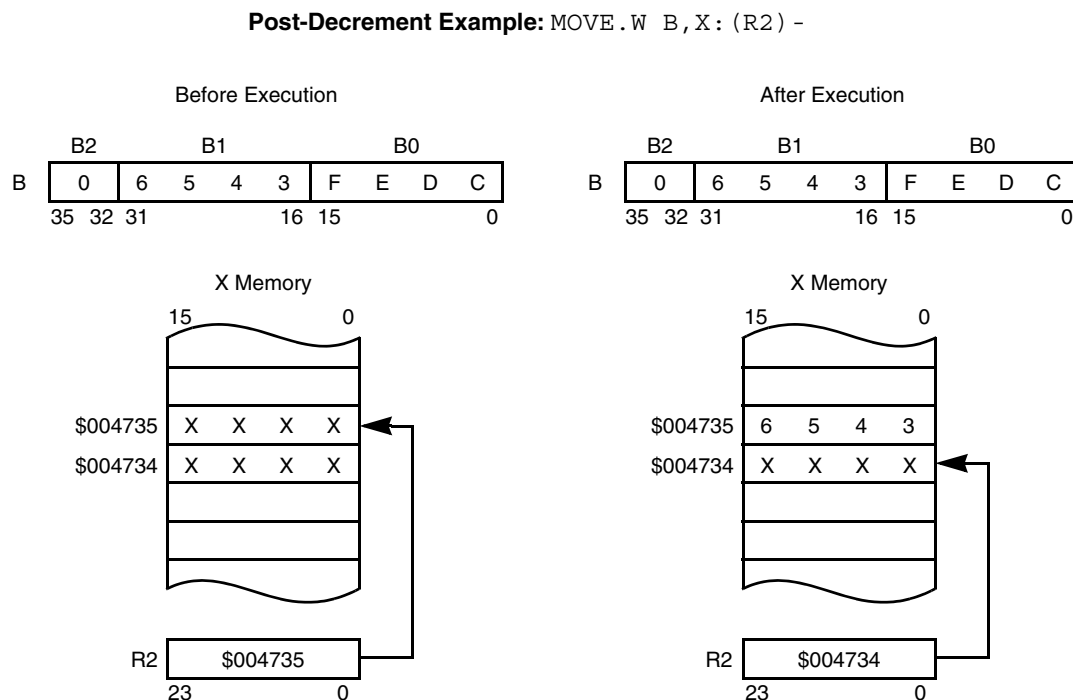 Post-Decrement Example: MOVE.W B,X:(R2)-
Before Execution
B2 B1 B0
B 0 6 5 4 3 F E D C
35 32 31 16 15 0
X Memory
15 0
$004735 X X X X
$004734 X X X X
R2 $004735
23 0
After Execution
B2 B1 B0
B 0 6 5 4 3 F E D C
35 32 31 16 15 0
X Memory
15 0
$004735 6 5 4 3
$004734 X X X X
R2 $004734
23 0